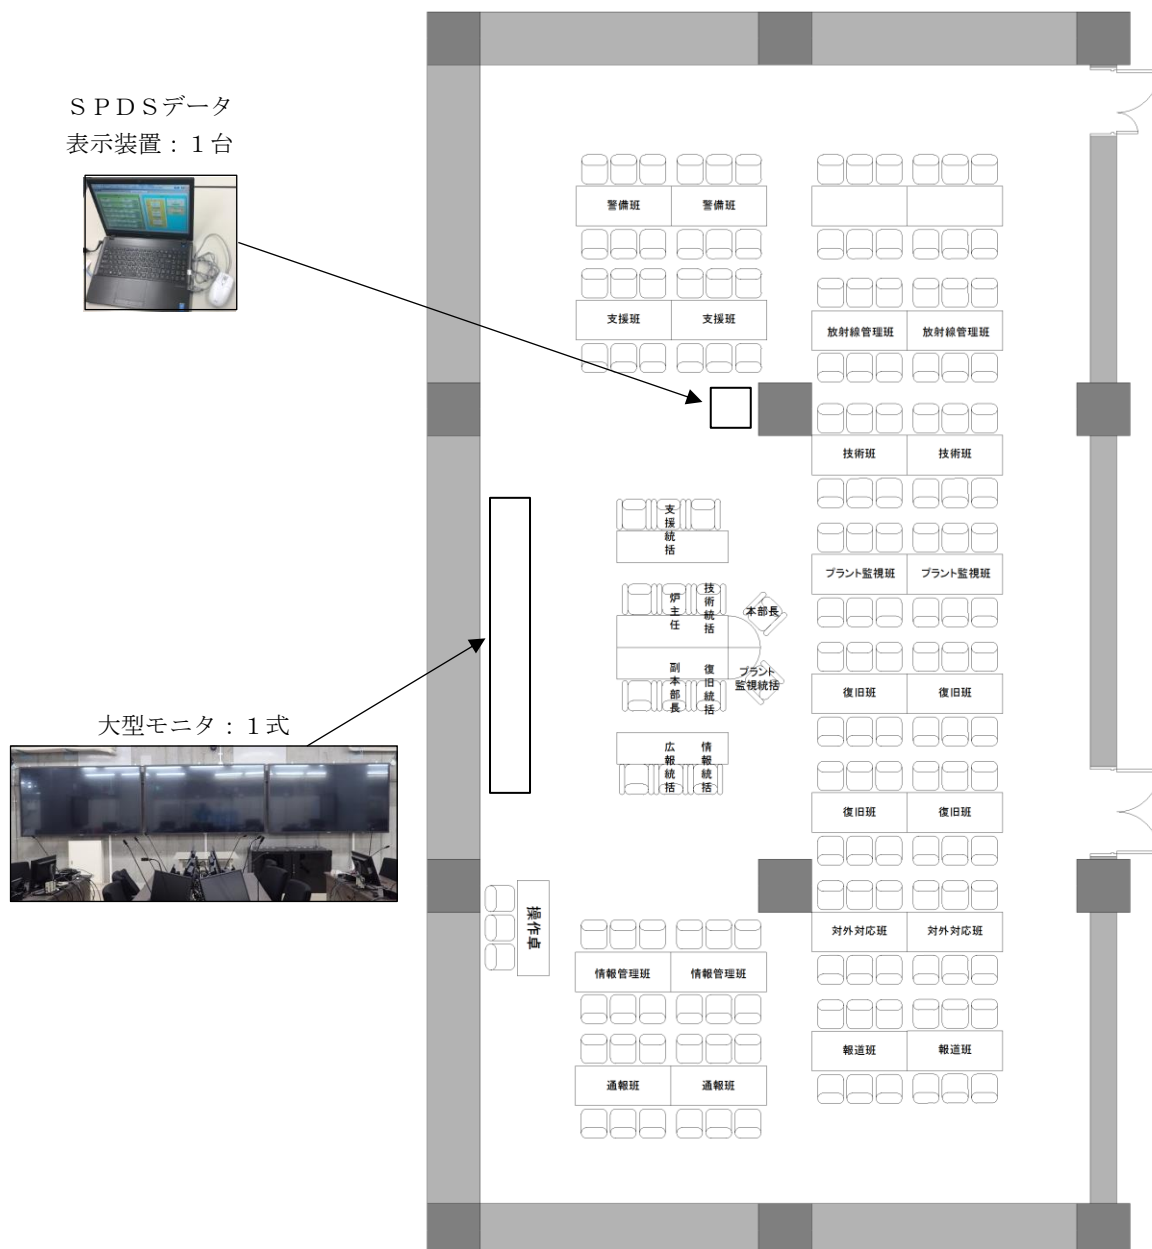 ＳＰＤＳデータ
表示装置：１台
警備班
警備班
支援班
支援班
放射線管理班
放射線管理班
技術班
技術班
支援統括
プラント監視班
プラント監視班
炉主任
技術統括
本部長
副本部長
復旧統括
プラント
監視統括
復旧班
復旧班
大型モニタ：１式
広報統括
情報統括
復旧班
復旧班
操作卓
対外対応班
対外対応班
情報管理班
情報管理班
報道班
報道班
通報班
通報班